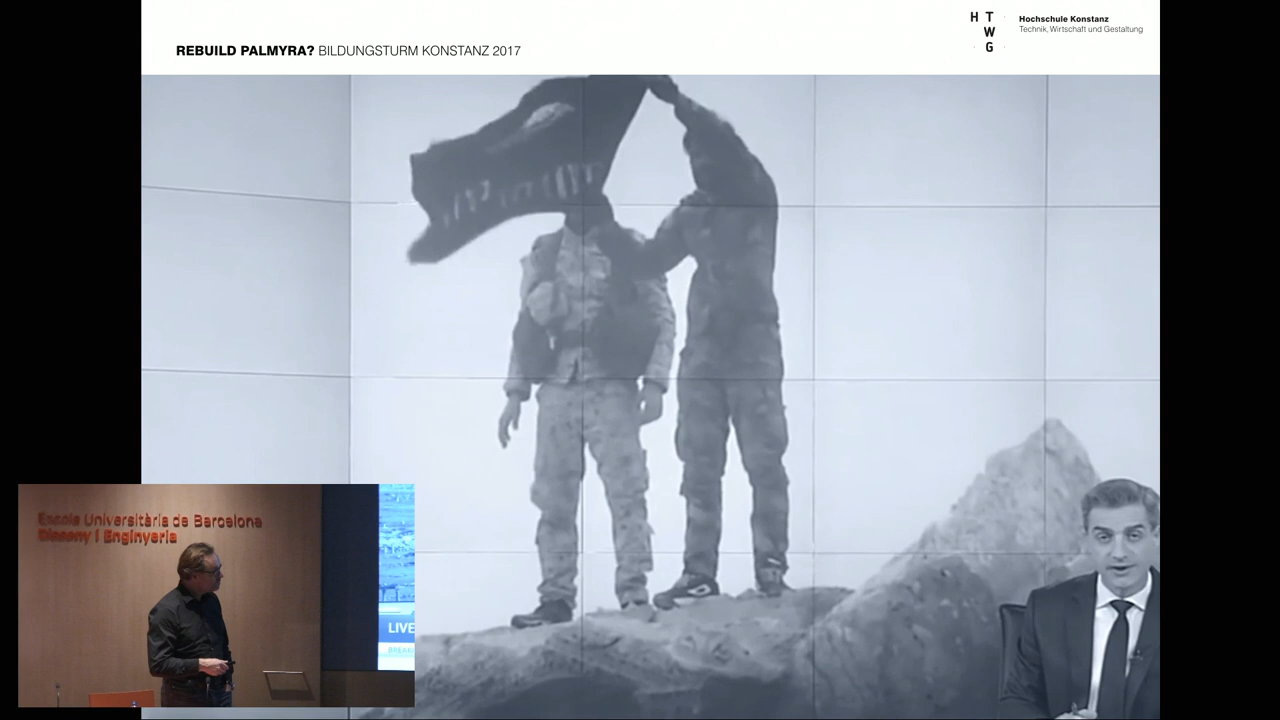 REBUILD PALMYRA? BILDUNGSTURM KONSTANZ 2017
H T
W
G
Hochschule Konstanz
Technik, Wirtschaft und Gestaltung
Escola Universitària de Barcelona
Disseny i Enginyeria
LIVE